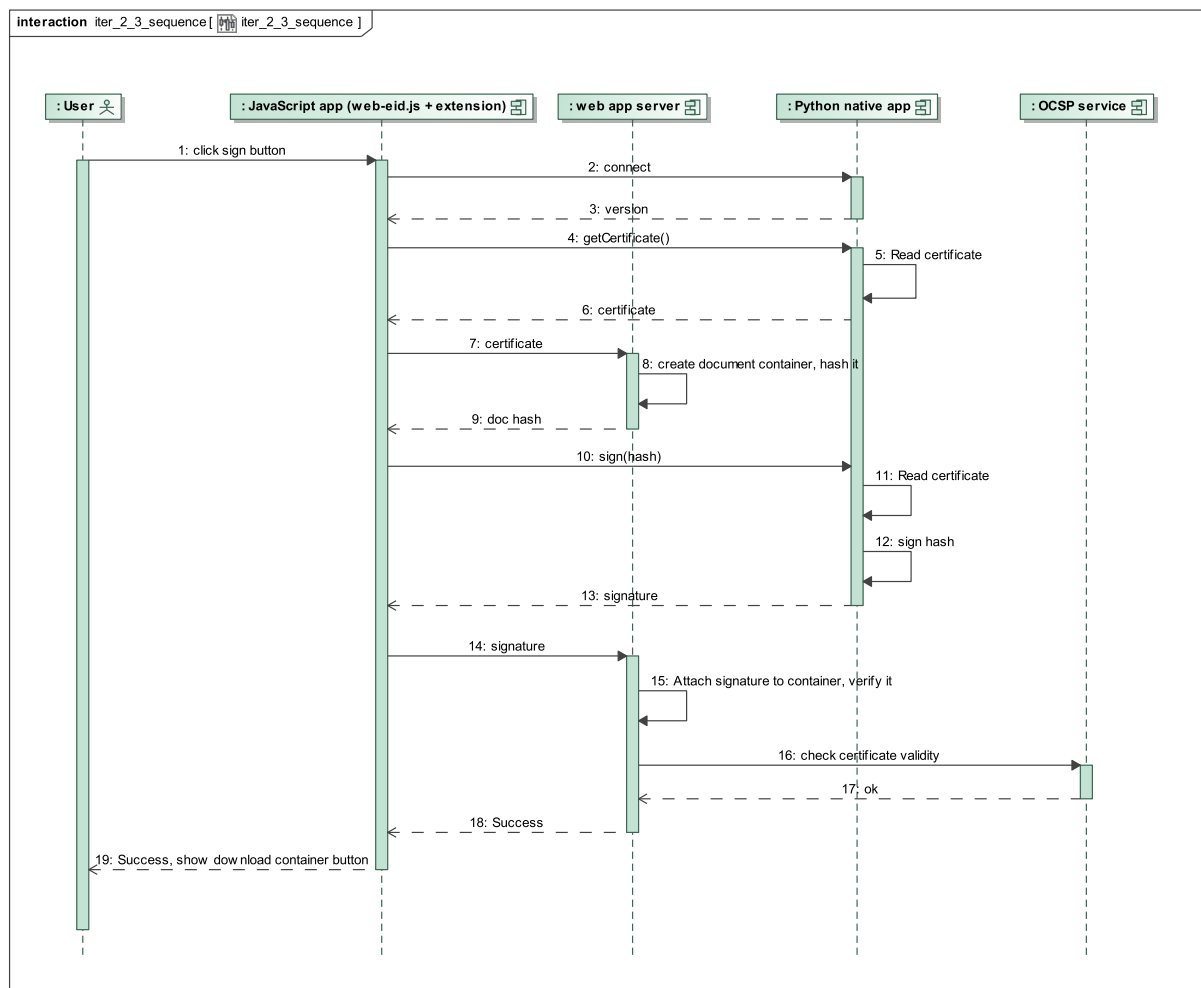 interaction iter_2_3_sequence [ iter_2_3_sequence ]
: User
: JavaScript app (web-eid.js + extension)
: web app server
: Python native app
: OCSP service
1: click sign button
2: connect
3: version
4: getCertificate()
5: Read certificate
6: certificate
7: certificate
8: create document container, hash it
9: doc hash
10: sign(hash)
11: Read certificate
12: sign hash
13: signature
14: signature
15: Attach signature to container, verify it
16: check certificate validity
17: ok
18: Success
19: Success, show download container button